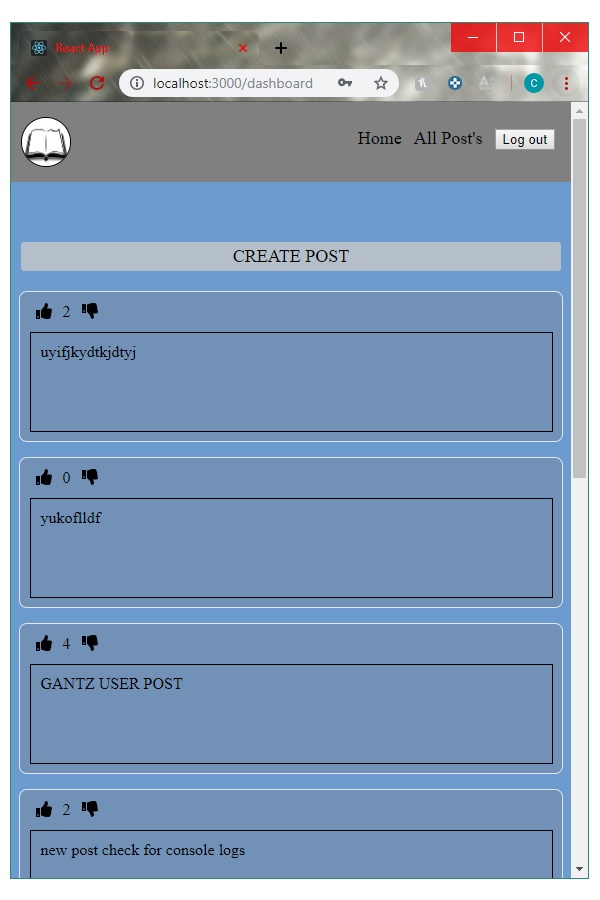 React App
localhost:3000/dashboard
C
Home All Post's Log out
CREATE POST
2
uyifjkydtkjdtyj
0
yukoflldf
4
GANTZ USER POST
2
new post check for console logs